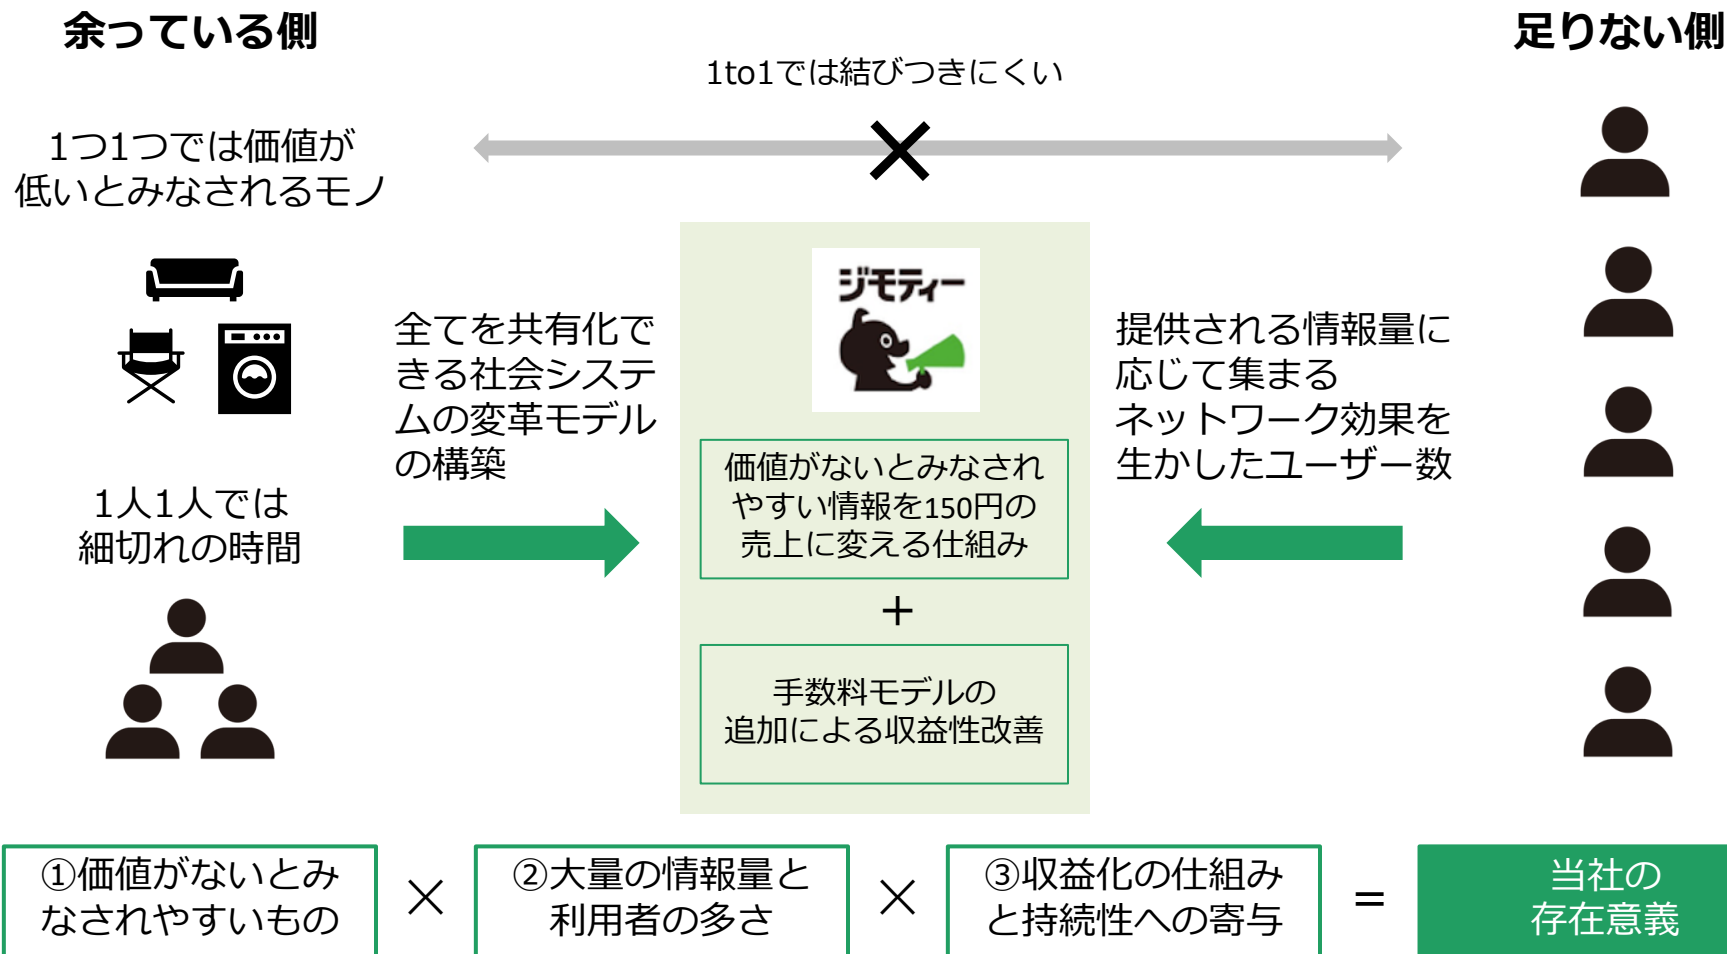 余っている側
足りない側
1to1では結びつきにくい
1つ1つでは価値が
低いとみなされるモノ
ジモティー
全てを共有化で
きる社会システ
ムの変革モデル
の構築
提供される情報量に
応じて集まる
ネットワーク効果を
生かしたユーザー数
価値がないとみなされ
やすい情報を150円の
売上に変える仕組み
1人1人では
細切れの時間
＋
手数料モデルの
追加による収益性改善
①価値がないとみ
なされやすいもの
×
②大量の情報量と
利用者の多さ
×
③収益化の仕組み
と持続性への寄与
＝
当社の
存在意義